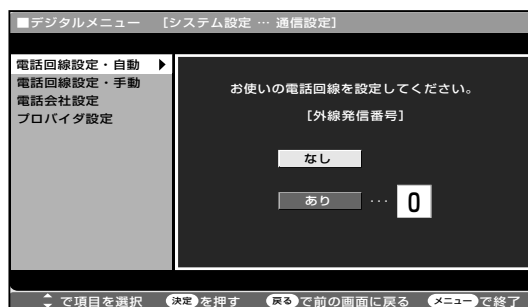 ■デジタルメニュー [システム設定 … 通信設定]
電話回線設定・自動
電話回線設定・手動
電話会社設定
プロバイダ設定
お使いの電話回線を設定してください。
[外線発信番号]
なし
あり … 0
で項目を選択 決定を押す 戻るで前の画面に戻る メニューで終了